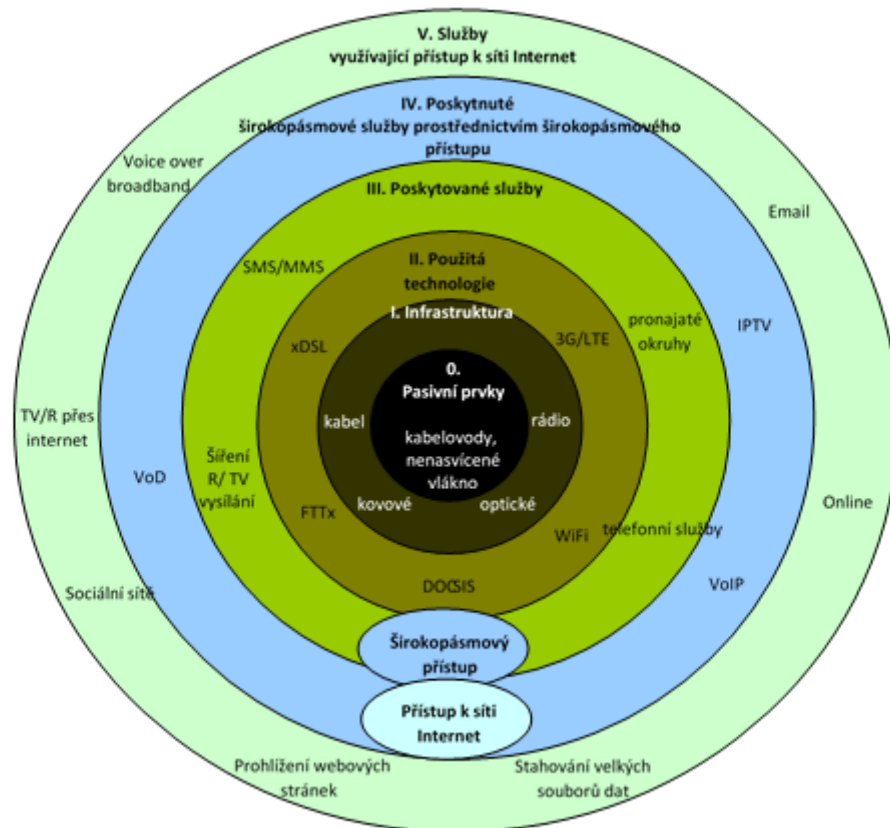 V. Služby
využívající přístup k síti Internet
IV. Poskytnuté
širokopásmové služby prostřednictvím širokopásmového
přístupu
Voice over
broadband
III. Poskytované služby
Email
SMS/MMS
II. Použitá
technologie
I. Infrastruktura
pronajaté
okruhy
IPTV
xDSL
3G/LTE
0.
Pasivní prvky
TV/R přes
internet
kabel
rádio
kabelovody,
nenasvícené
vlákno
Šíření
R/ TV
vysílání
VoD
kovové
optické
Online
FTTx
WiFi
telefonní služby
DOCSIS
VoIP
Sociální sítě
Širokopásmový
přístup
Přístup k síti
Internet
Prohlížení webových
stránek
Stahování velkých
souborů dat